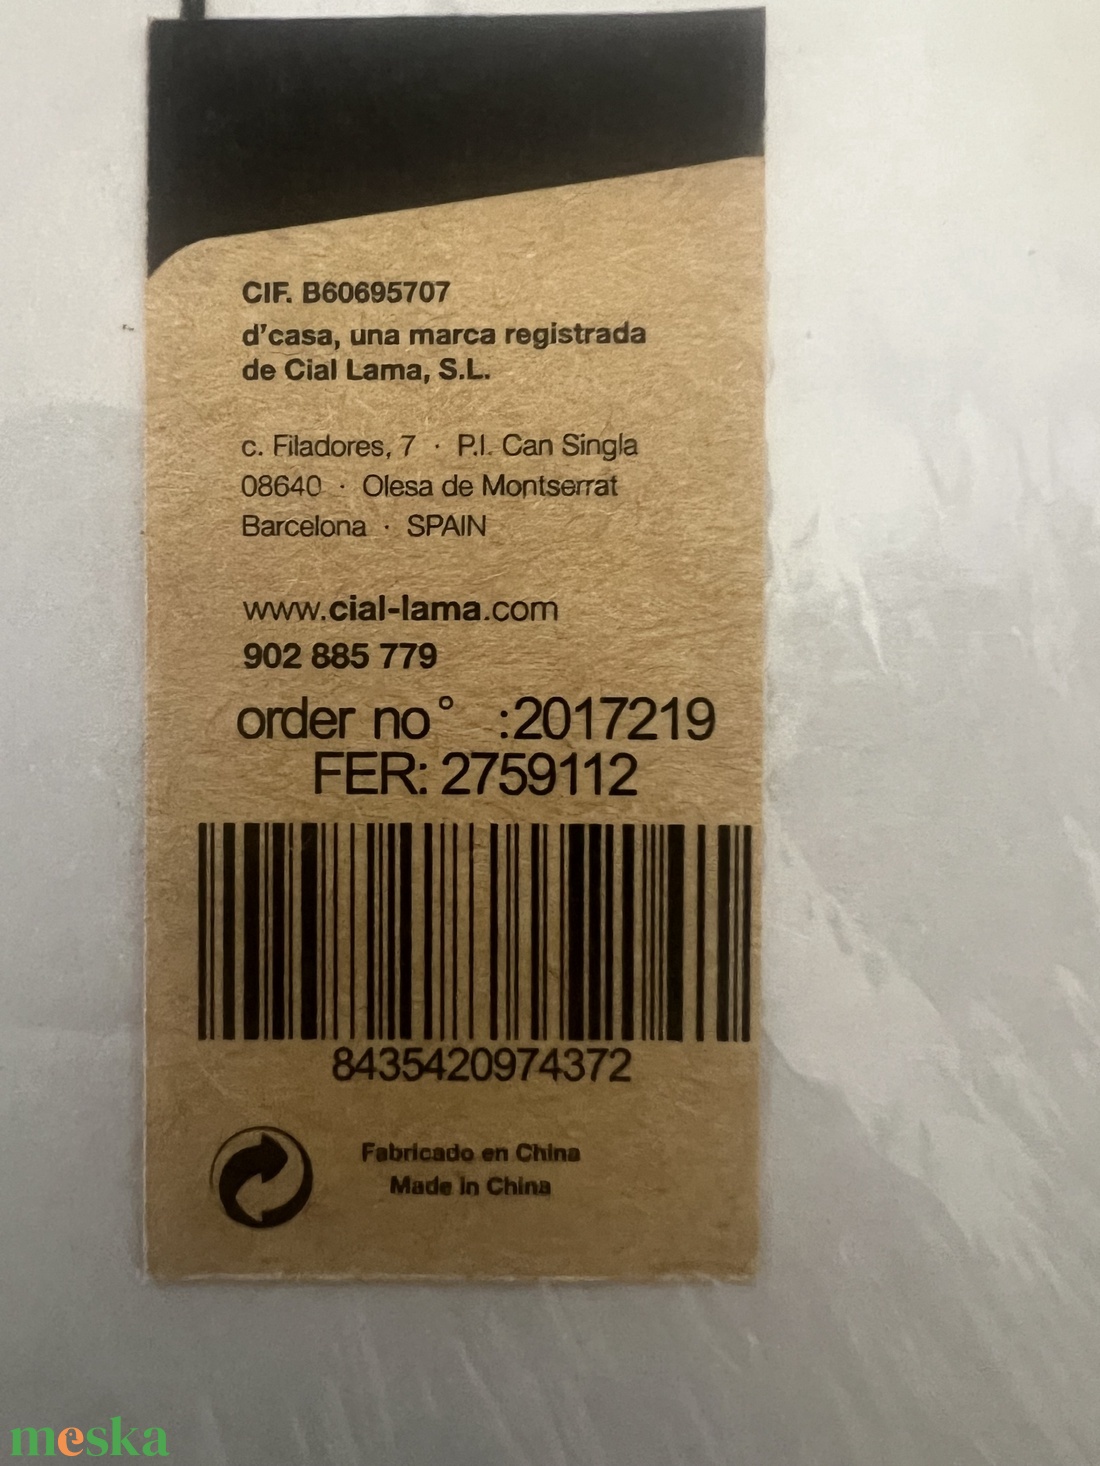 CIF. B60695707
d'casa, una marca registrada
de Cial Lama, S.L.
c. Filadores, 7 · P.I. Can Singla
08640 · Olesa de Montserrat
Barcelona · SPAIN
www.cial-lama.com
902 885 779
order no° :2017219
FER: 2759112
8435420974372
Fabricado en China
Made in China
meska